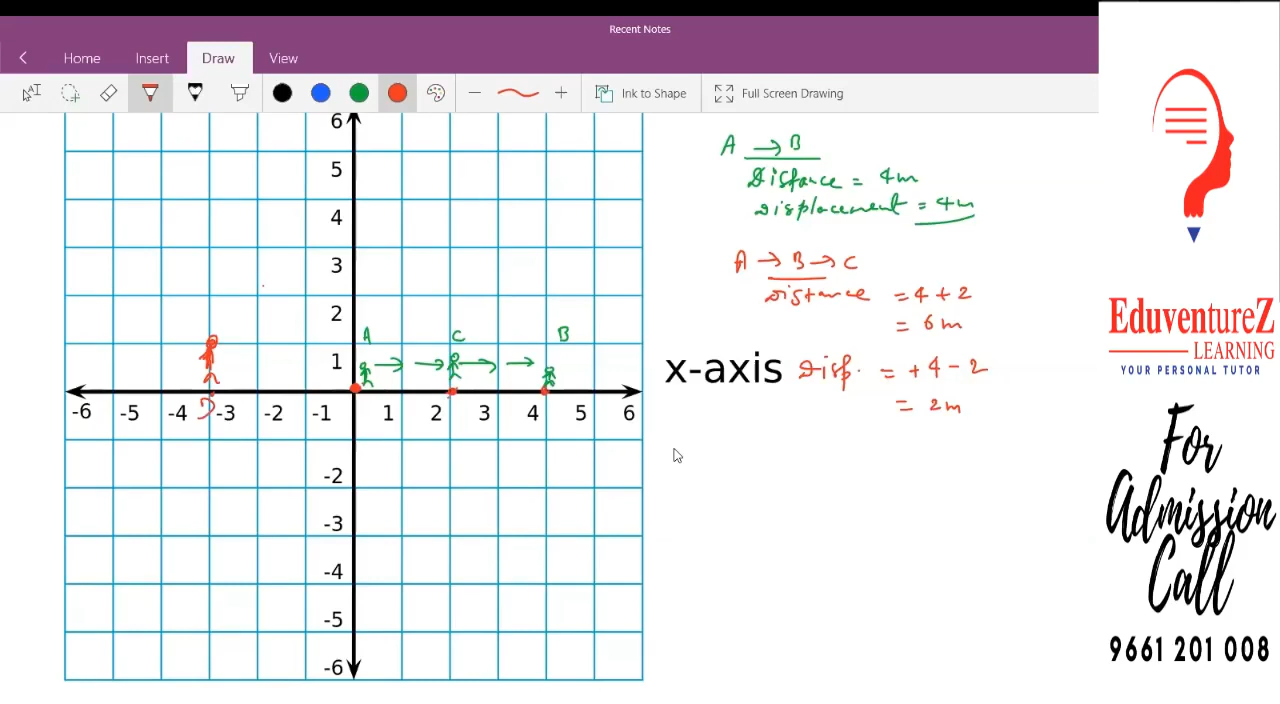 Recent Notes
Home Insert Draw View
Ink to Shape Full Screen Drawing
6
5
4
3
2
1
A C B
-6 -5 -4 -3 -2 -1 1 2 3 4 5 6
D
-2
-3
-4
-5
-6
x-axis
A → B
Distance = 4m
Displacement = 4m
A → B → C
Distance = 4 + 2
= 6m
Disp. = +4 - 2
= 2m
EduventureZ
LEARNING
YOUR PERSONAL TUTOR
For
Admission
Call
9661 201 008